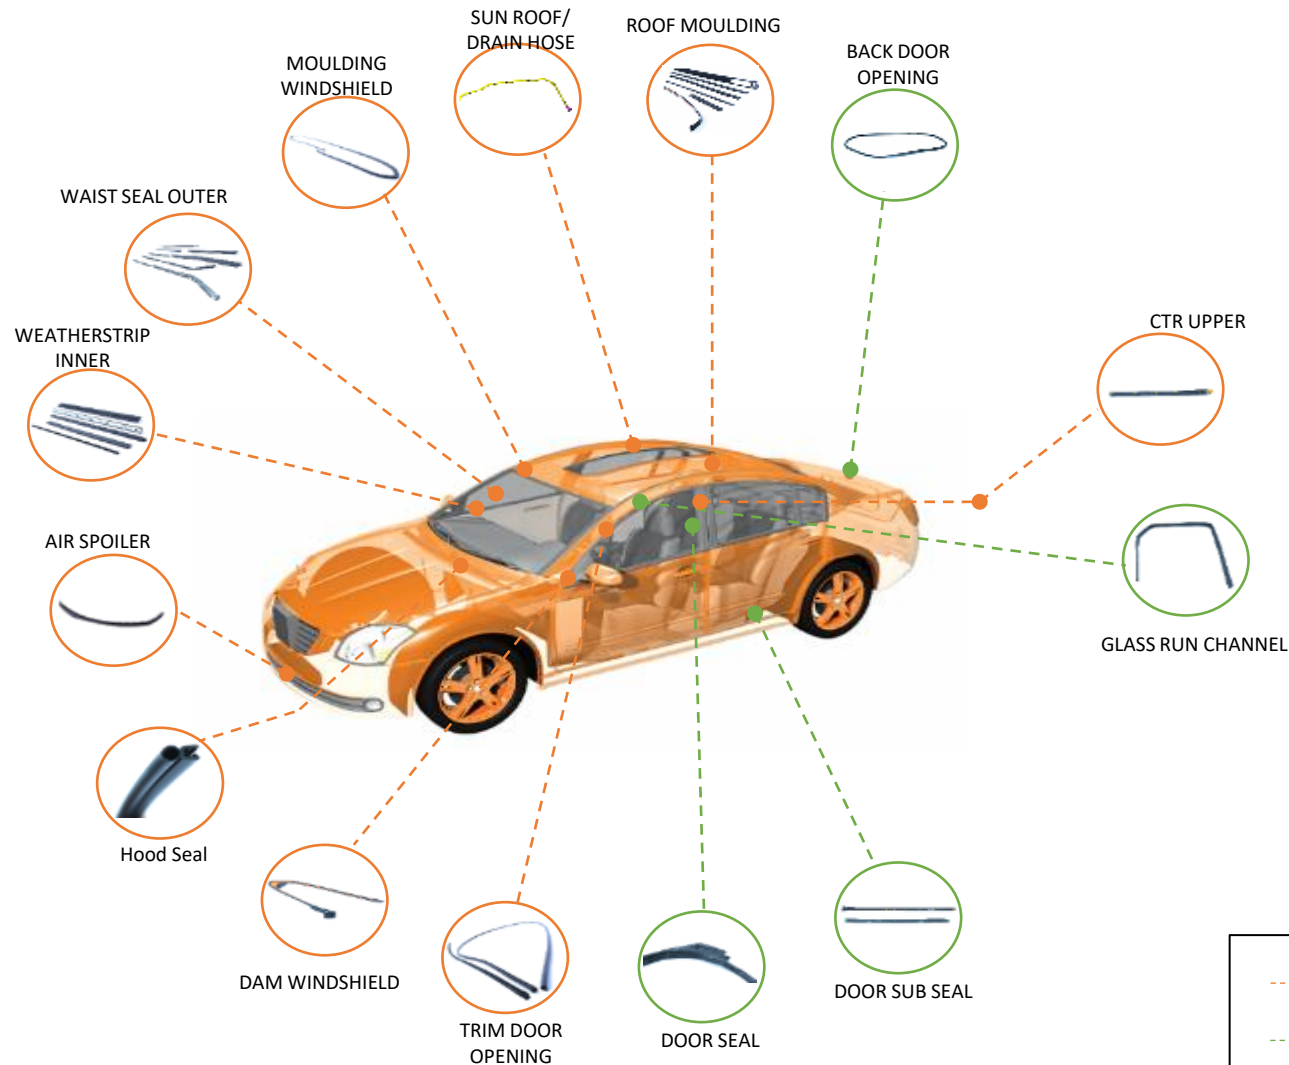 SUN ROOF/
DRAIN HOSE
ROOF MOULDING
MOULDING
WINDSHIELD
BACK DOOR
OPENING
WAIST SEAL OUTER
CTR UPPER
WEATHERSTRIP
INNER
AIR SPOILER
GLASS RUN CHANNEL
Hood Seal
DAM WINDSHIELD
DOOR SUB SEAL
TRIM DOOR
OPENING
DOOR SEAL